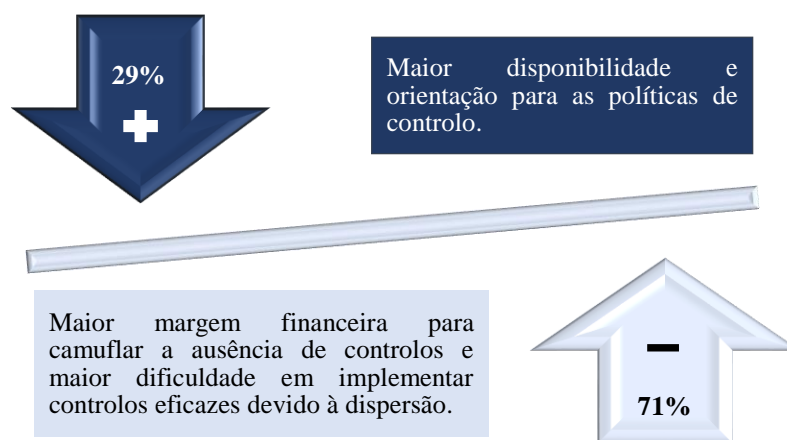 29%
+
Maior disponibilidade e
orientação para as políticas de
controlo.
Maior margem financeira para
camuflar a ausência de controlos e
maior dificuldade em implementar
controlos eficazes devido à dispersão.
-
71%